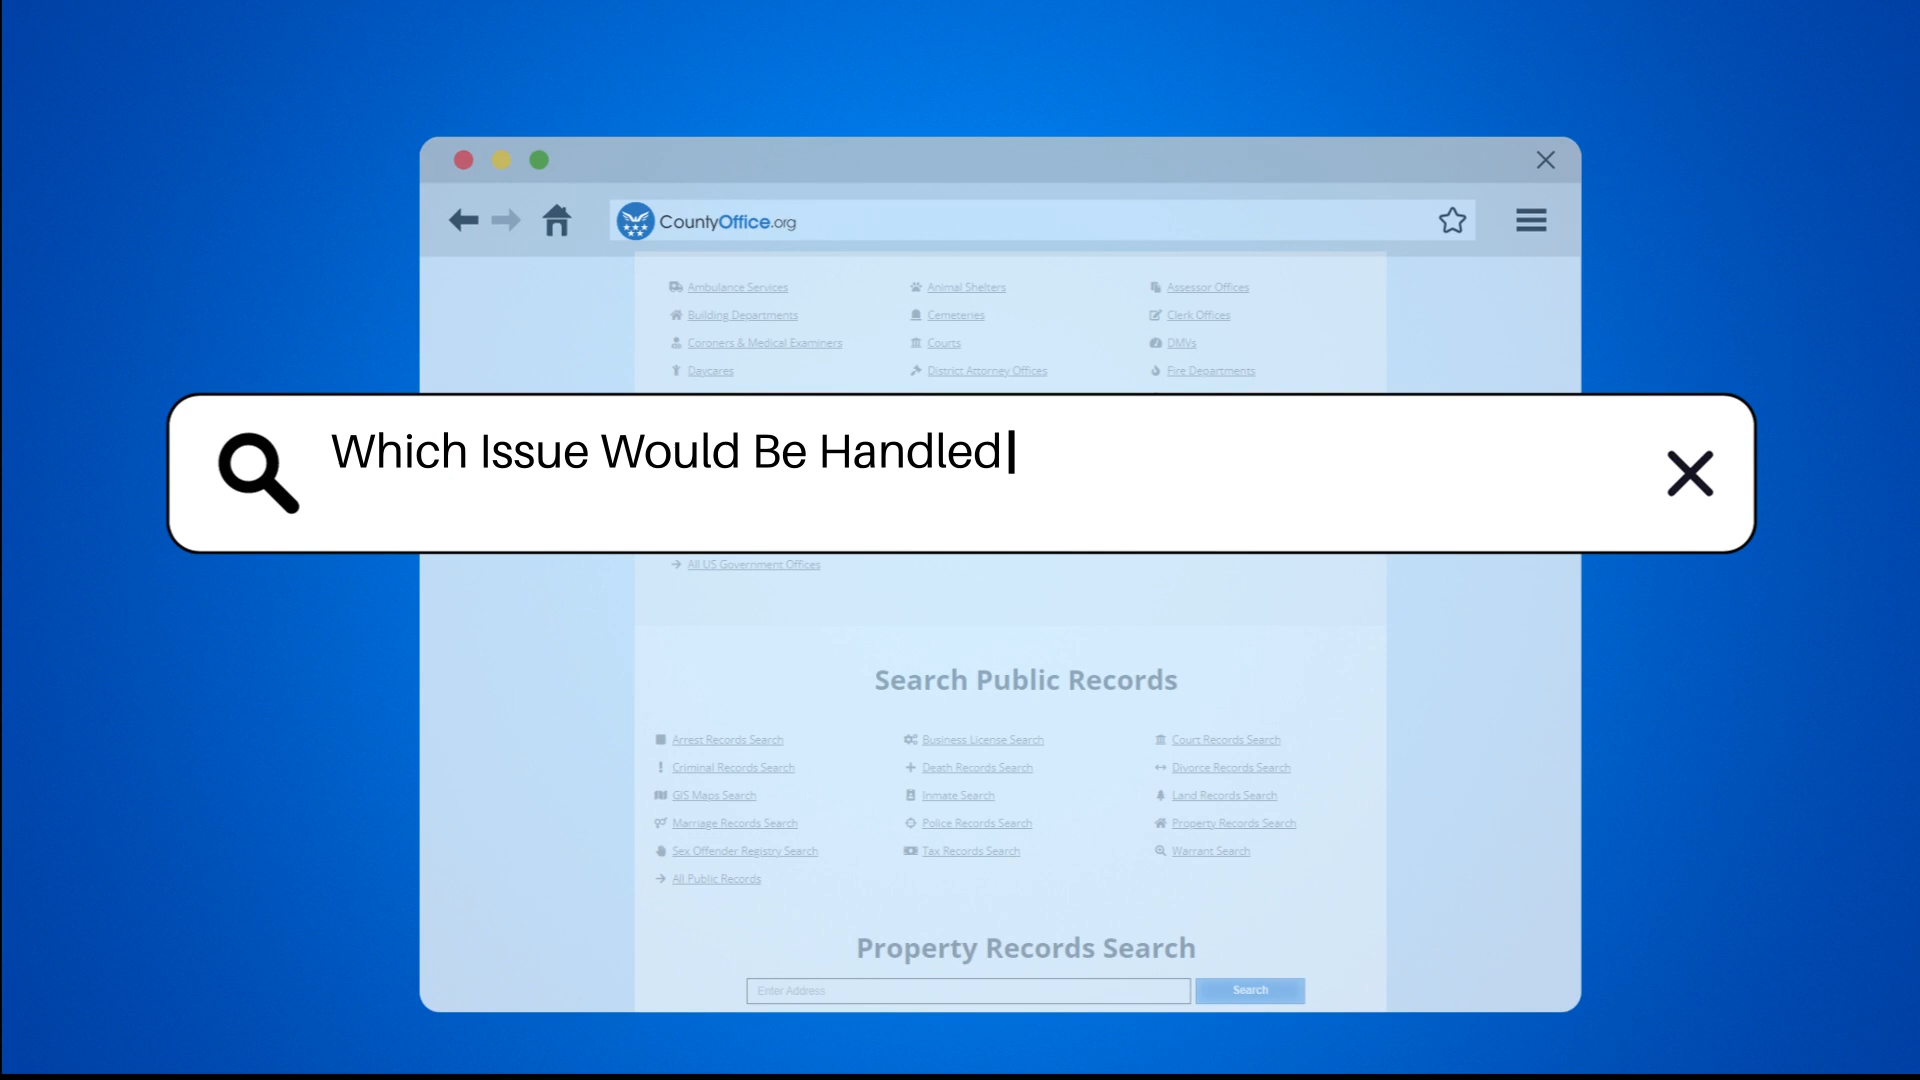 CountyOffice.org
Ambulance Services Animal Shelters Assessor Offices
Building Departments Cemeteries Clerk Offices
Coroners & Medical Examiners Courts DMVs
Daycares District Attorney Offices Fire Departments
Which Issue Would Be Handled
All US Government Offices
Search Public Records
Arrest Records Search Business License Search Court Records Search
Criminal Records Search Death Records Search Divorce Records Search
GIS Maps Search Inmate Search Land Records Search
Marriage Records Search Police Records Search Property Records Search
Sex Offender Registry Search Tax Records Search Warrant Search
All Public Records
Property Records Search
Enter Address Search